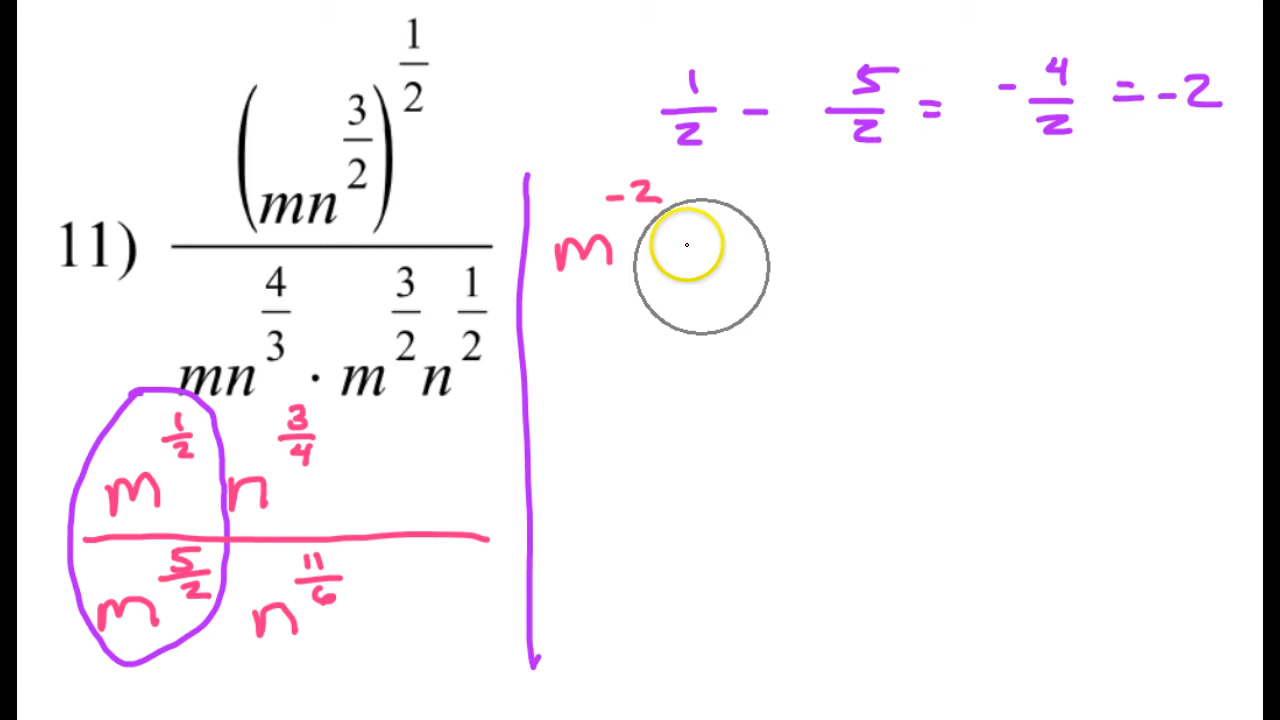 11) (mn^(3/2))^(1/2) / (mn^(4/3) · m^(3/2)n^(1/2))
1/2 - 5/2 = -4/2 = -2
m^(-2)
m^(1/2) n^(3/4)
m^(5/2) n^(11/6)